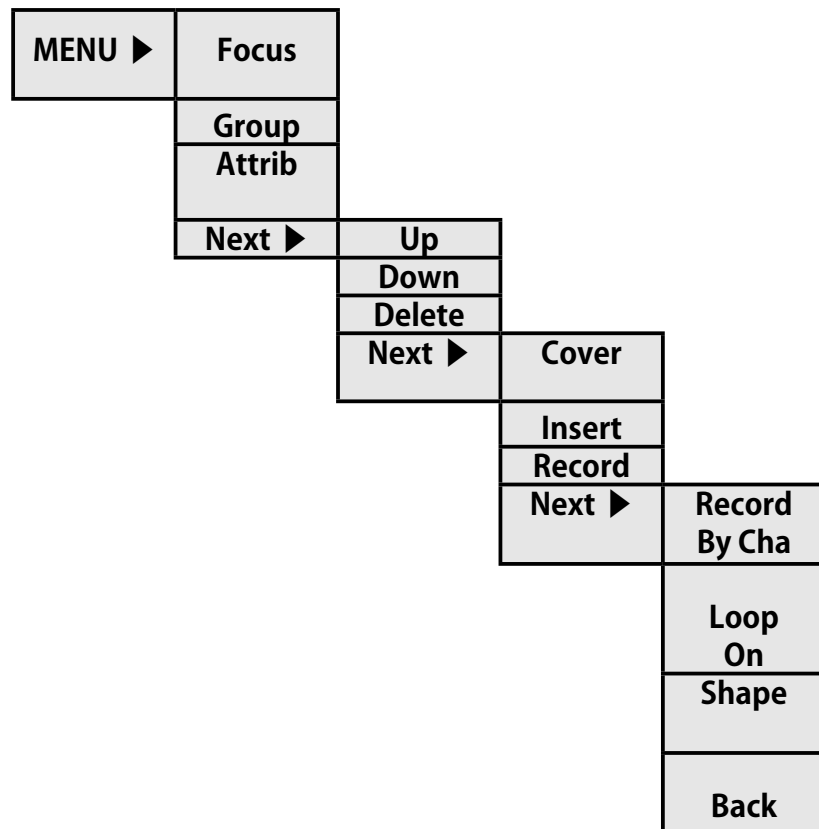 MENU ▶ Focus
Group
Attrib
Next ▶ Up
Down
Delete
Next ▶ Cover
Insert
Record
Next ▶ Record
By Cha
Loop
On
Shape
Back